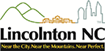 Lincolnton NC
Near the City. Near the Mountains. Near Perfect.